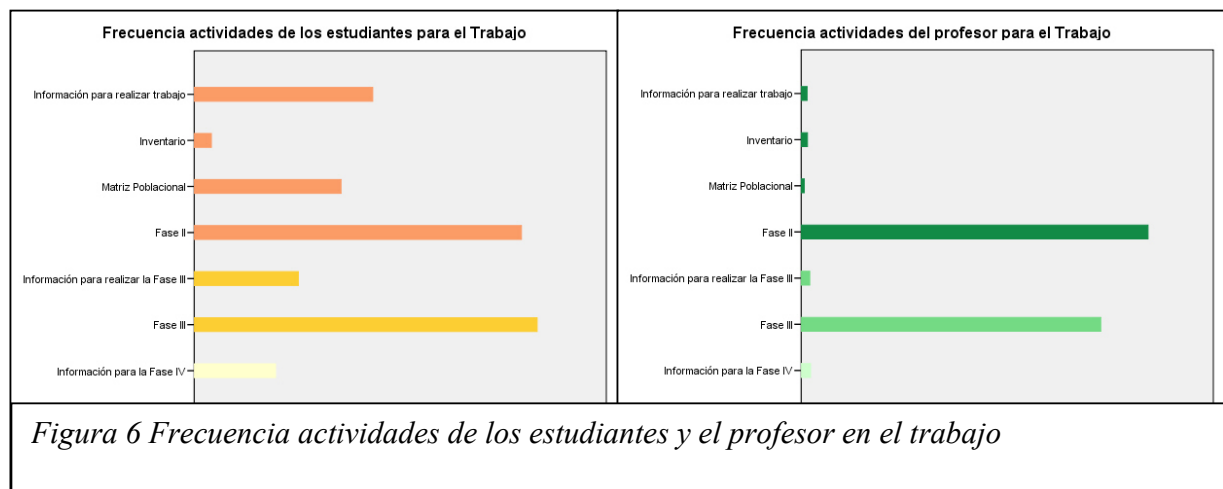 Frecuencia actividades de los estudiantes para el Trabajo
Información para realizar trabajo
Inventario
Matriz Poblacional
Fase II
Información para realizar la Fase III
Fase III
Información para la Fase IV
Frecuencia actividades del profesor para el Trabajo
Información para realizar trabajo
Inventario
Matriz Poblacional
Fase II
Información para realizar la Fase III
Fase III
Información para la Fase IV
Figura 6 Frecuencia actividades de los estudiantes y el profesor en el trabajo